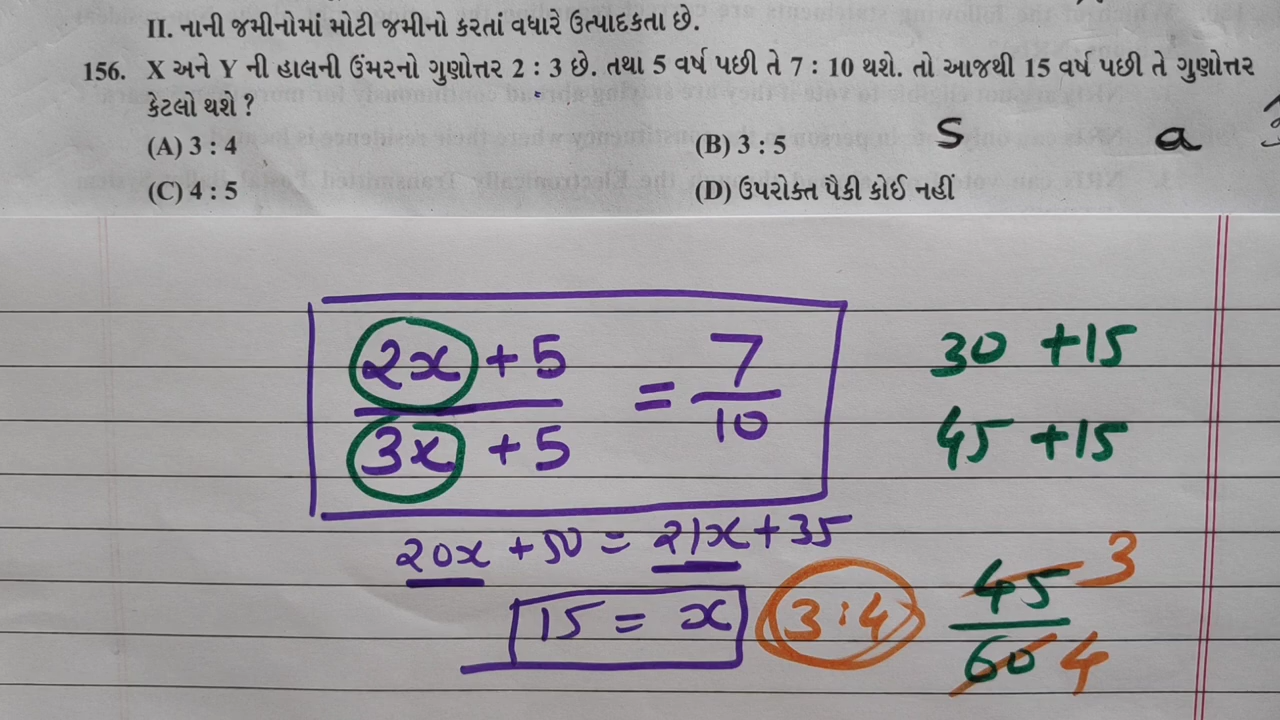 II. નાની જમીનોમાં મોટી જમીનો કરતાં વધારે ઉત્પાદકતા છે.
156. X અને Y ની હાલની ઉંમરનો ગુણોત્તર 2 : 3 છે. તથા 5 વર્ષ પછી તે 7 : 10 થશે. તો આજથી 15 વર્ષ પછી તે ગુણોત્તર
કેટલો થશે ?
(A) 3 : 4 (B) 3 : 5
(C) 4 : 5 (D) ઉપરોક્ત પૈકી કોઈ નહીં
s a
2x + 5 = 7
3x + 5 10
30 +15
45 +15
20x + 50 = 21x + 35
15 = x
3 : 4
45 3
60 4